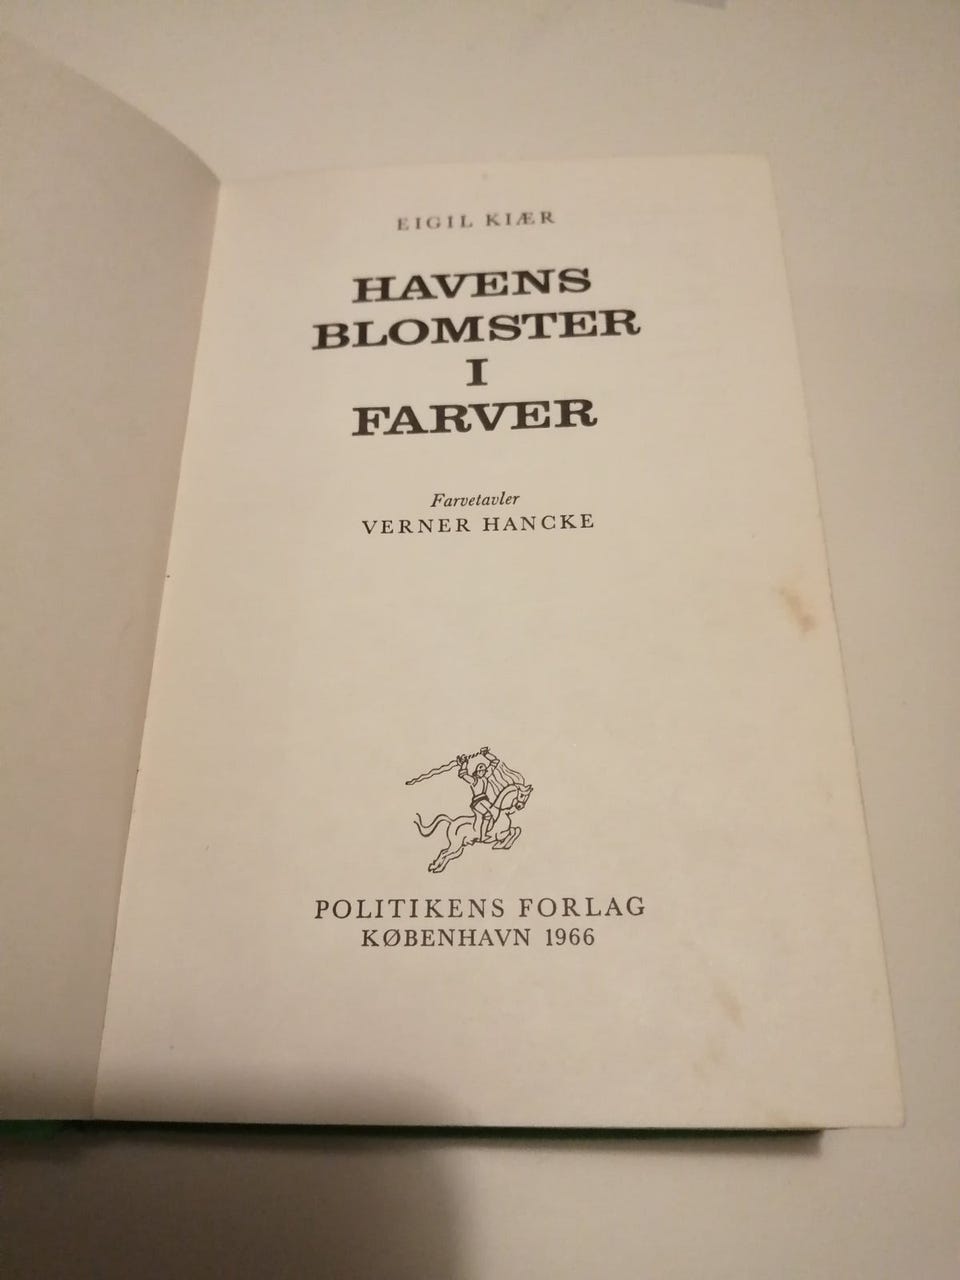 EIGIL KIÆR
HAVENS
BLOMSTER
I
FARVER
Farvetavler
VERNER HANCKE
POLITIKENS FORLAG
KØBENHAVN 1966